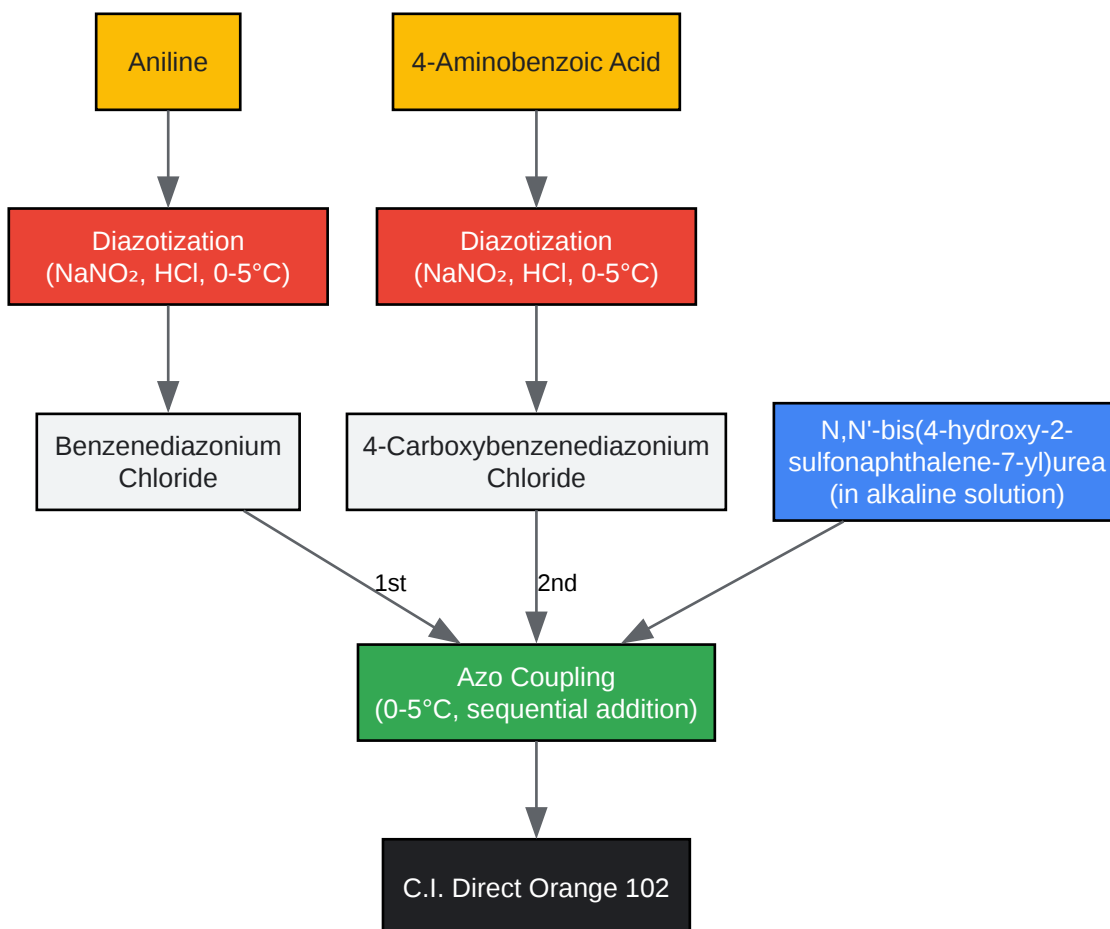 Aniline
4-Aminobenzoic Acid
Diazotization
(NaNO₂, HCl, 0-5°C)
Diazotization
(NaNO₂, HCl, 0-5°C)
Benzenediazonium
Chloride
4-Carboxybenzenediazonium
Chloride
N,N'-bis(4-hydroxy-2-
sulfonaphthalene-7-yl)urea
(in alkaline solution)
1st
2nd
Azo Coupling
(0-5°C, sequential addition)
C.I. Direct Orange 102